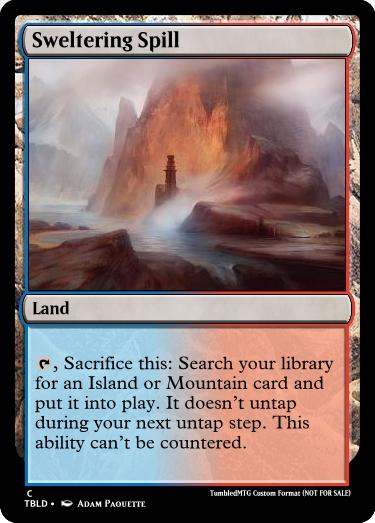 Sweltering Spill
Land
, Sacrifice this: Search your library
for an Island or Mountain card and
put it into play. It doesn't untap
during your next untap step. This
ability can't be countered.
C
TBLD • Adam Paquette
TumbledMTG Custom Format (NOT FOR SALE)